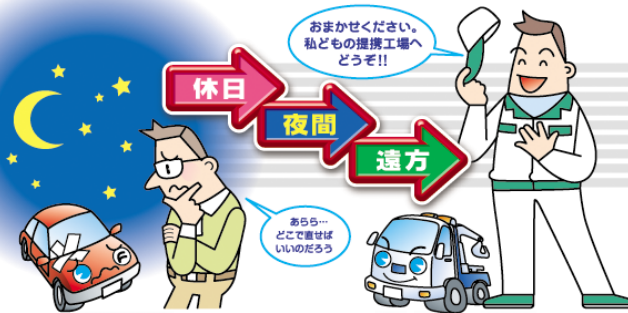 おまかせください。
私どもの提携工場へ
どうぞ!!
休日
夜間
遠方
あらら…
どこで直せば
いいのだろう